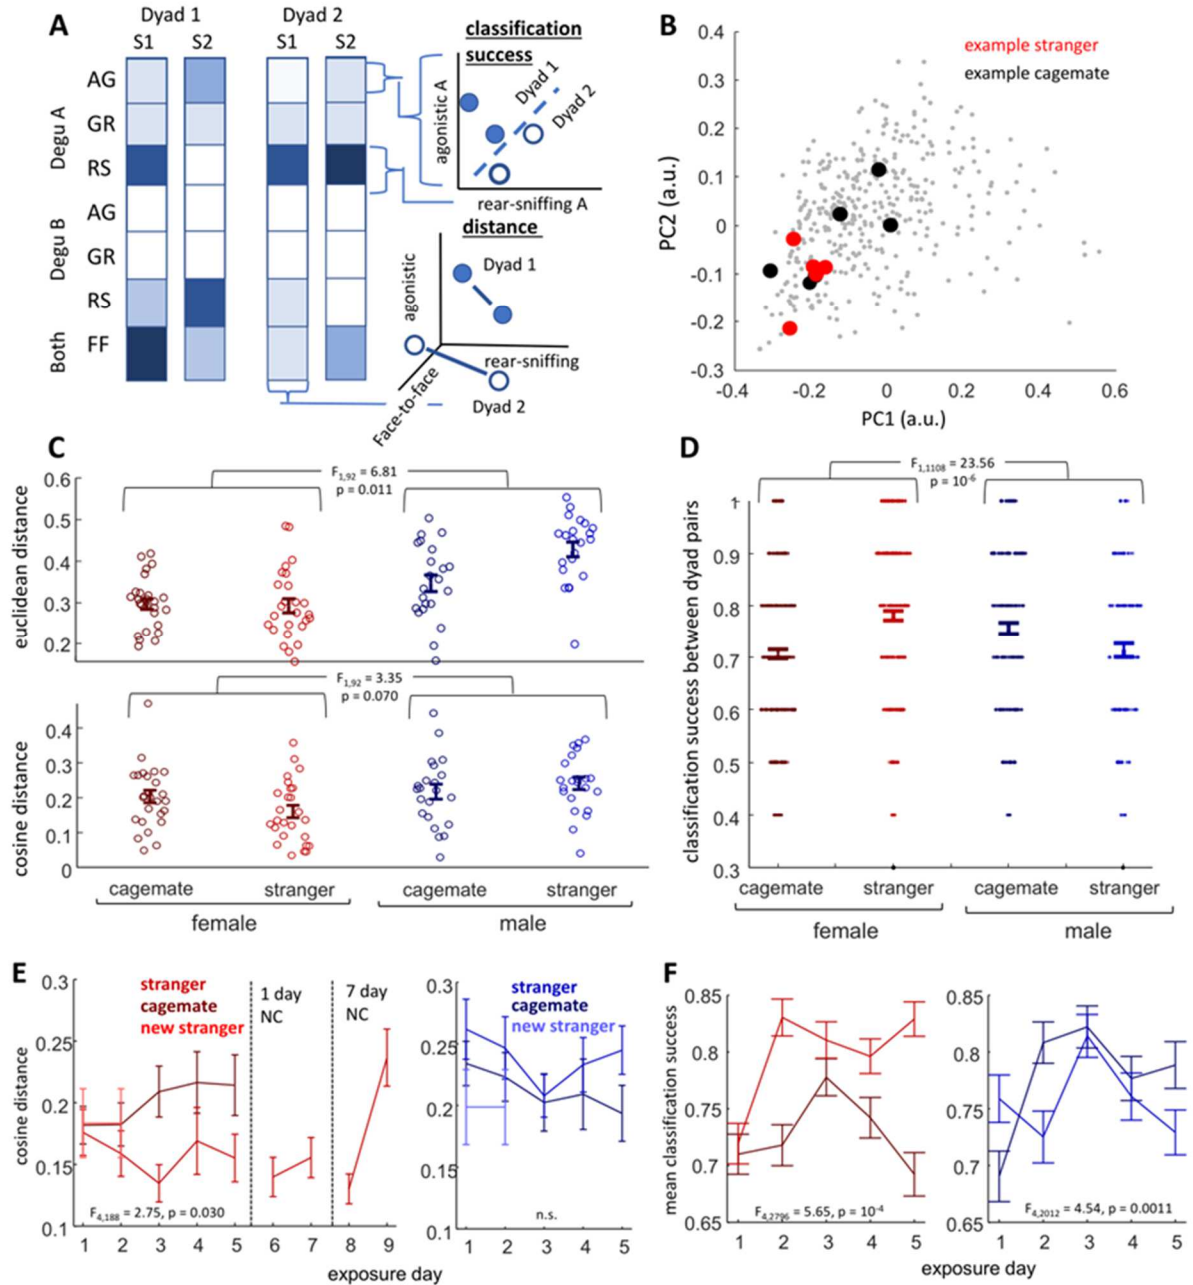 A
Dyad 1
Dyad 2
S1
S2
S1
S2
Degu A
AG
GR
RS
Degu B
AG
GR
RS
Both
FF
classification
success
agonistic A
Dyad 1
Dyad 2
rear-sniffing A
distance
agonistic
Dyad 1
rear-sniffing
Face-to-face
Dyad 2
B
example stranger
example cagemate
PC2 (a.u.)
0.4
0.3
0.2
0.1
0
-0.1
-0.2
-0.3
-0.4
-0.2
0
0.2
0.4
0.6
PC1 (a.u.)
C
F1,92 = 6.81
p = 0.011
euclidean distance
0.6
0.5
0.4
0.3
0.2
F1,92 = 3.35
p = 0.070
cosine distance
0.4
0.3
0.2
0.1
0
cagemate
stranger
cagemate
stranger
female
male
D
F1,1108 = 23.56
p = 10-6
classification success between dyad pairs
1
0.9
0.8
0.7
0.6
0.5
0.4
0.3
cagemate
stranger
cagemate
stranger
female
male
E
cosine distance
0.3
0.25
0.2
0.15
0.1
stranger
cagemate
new stranger
1 day
NC
7 day
NC
F4,188 = 2.75, p = 0.030
1
2
3
4
5
6
7
8
9
0.3
0.25
0.2
0.15
0.1
stranger
cagemate
new stranger
n.s.
1
2
3
4
5
exposure day
F
mean classification success
0.85
0.8
0.75
0.7
0.65
F4,2796 = 5.65, p = 10-4
1
2
3
4
5
0.85
0.8
0.75
0.7
0.65
F4,2012 = 4.54, p = 0.0011
1
2
3
4
5
exposure day